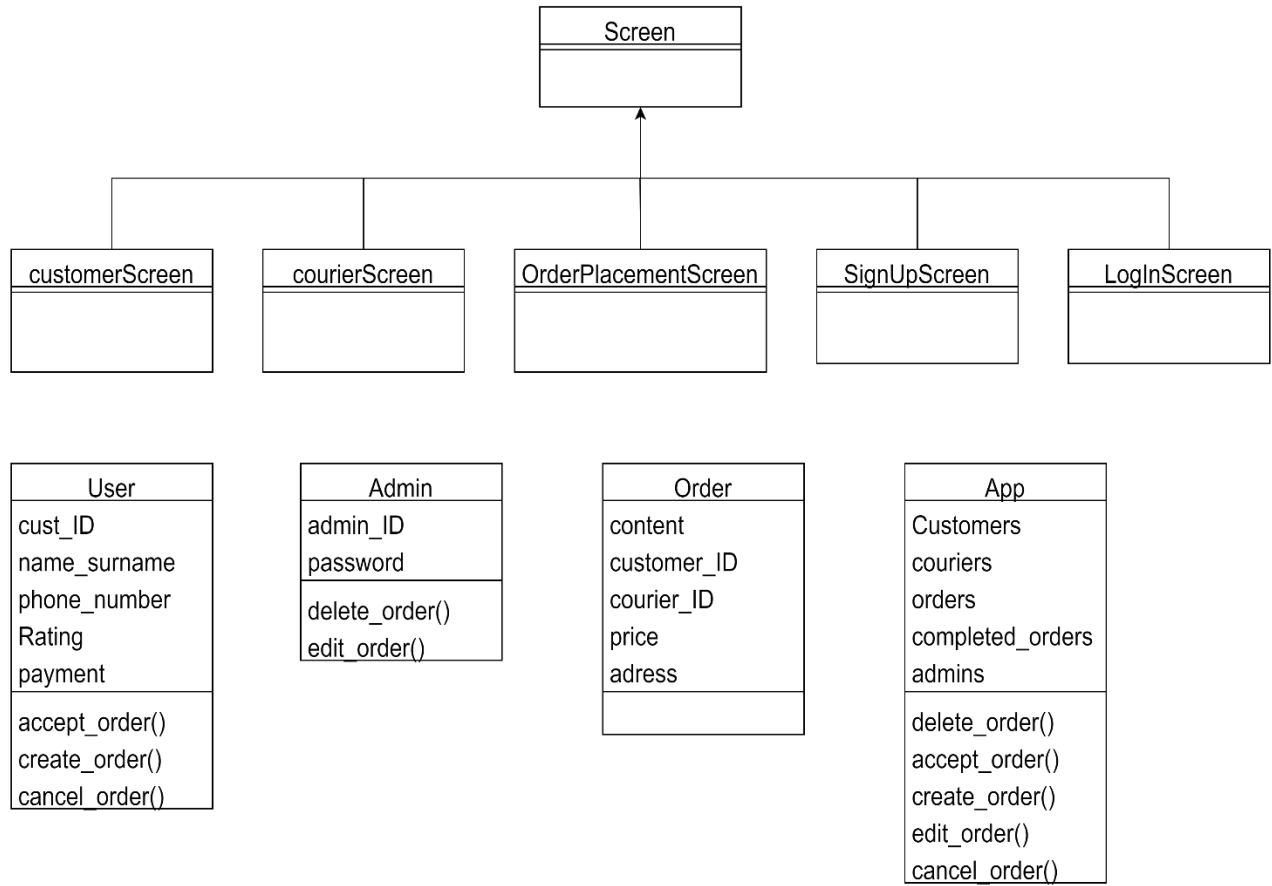 Screen
customerScreen
courierScreen
OrderPlacementScreen
SignUpScreen
LogInScreen
User
cust_ID
name_surname
phone_number
Rating
payment
accept_order()
create_order()
cancel_order()
Admin
admin_ID
password
delete_order()
edit_order()
Order
content
customer_ID
courier_ID
price
adress
App
Customers
couriers
orders
completed_orders
admins
delete_order()
accept_order()
create_order()
edit_order()
cancel_order()